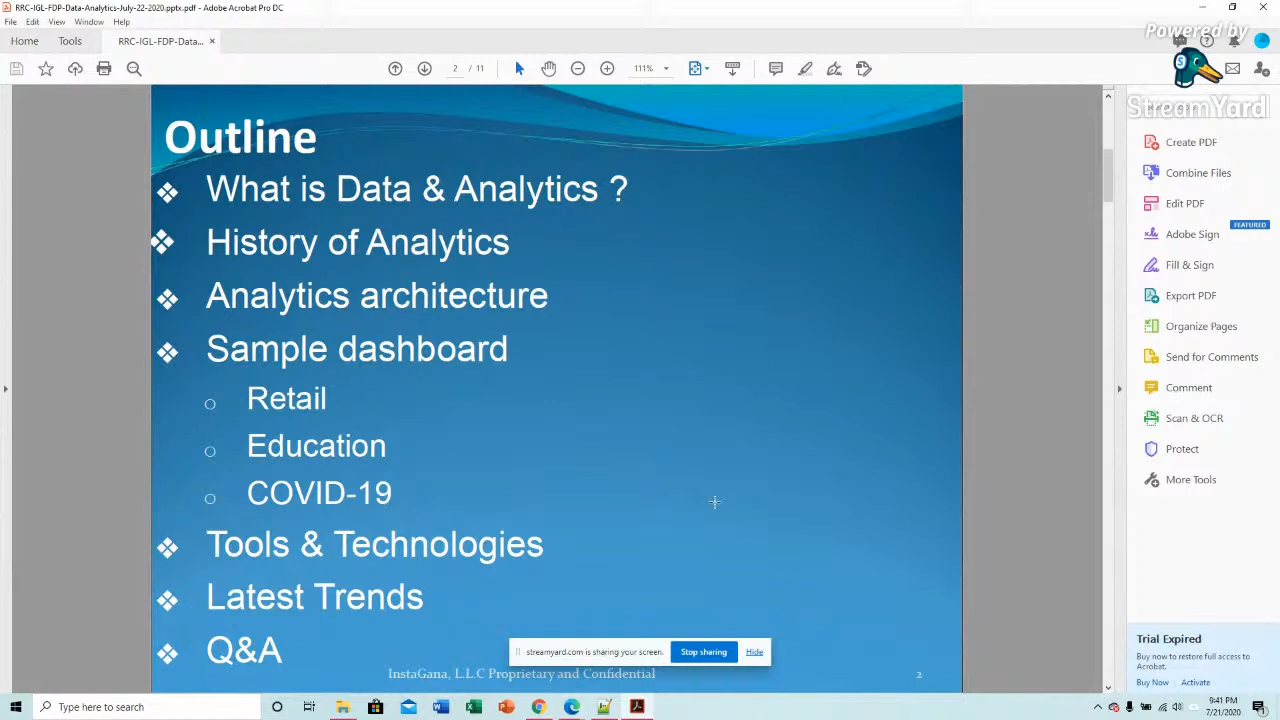 RRC-IGL-FDP-Data-Analytics-July-22-2020.pptx.pdf - Adobe Acrobat Pro DC
File Edit View Window Help
Powered by
Home Tools RRC-IGL-FDP-Data... ×
2 / 11 111%
StreamYard
Outline
❖ What is Data & Analytics ?
❖ History of Analytics
❖ Analytics architecture
❖ Sample dashboard
○ Retail
○ Education
○ COVID-19
❖ Tools & Technologies
❖ Latest Trends
❖ Q&A
InstaGana, L.L.C Proprietary and Confidential 2
streamyard.com is sharing your screen. Stop sharing Hide
Create PDF
Combine Files
Edit PDF
FEATURED
Adobe Sign
Fill & Sign
Export PDF
Organize Pages
Send for Comments
Comment
Scan & OCR
Protect
More Tools
Trial Expired
Buy now to restore full access to
Acrobat.
Buy Now Activate
Type here to search
9:41 PM
7/21/2020